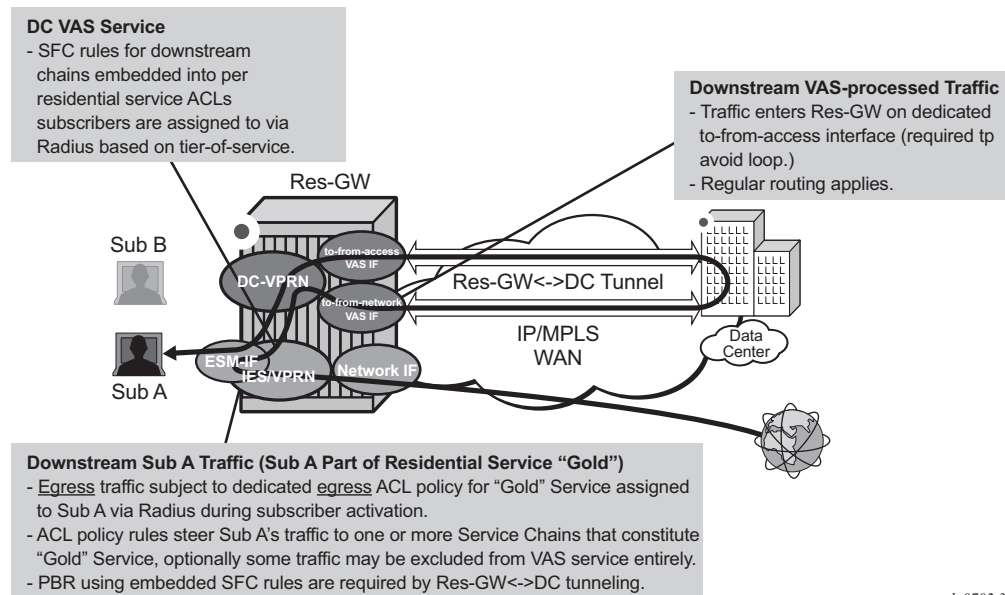 DC VAS Service
- SFC rules for downstream
chains embedded into per
residential service ACLs
subscribers are assigned to via
Radius based on tier-of-service.
Downstream VAS-processed Traffic
- Traffic enters Res-GW on dedicated
to-from-access interface (required tp
avoid loop.)
- Regular routing applies.
Res-GW
Sub B
to-from-access
VAS IF
DC-VPRN
Res-GW<->DC Tunnel
to-from-network
VAS IF
IP/MPLS
WAN
Data
Center
ESM-IF
IES/VPRN
Network IF
Sub A
Downstream Sub A Traffic (Sub A Part of Residential Service “Gold”)
- Egress traffic subject to dedicated egress ACL policy for “Gold” Service assigned
to Sub A via Radius during subscriber activation.
- ACL policy rules steer Sub A’s traffic to one or more Service Chains that constitute
“Gold” Service, optionally some traffic may be excluded from VAS service entirely.
- PBR using embedded SFC rules are required by Res-GW<->DC tunneling.